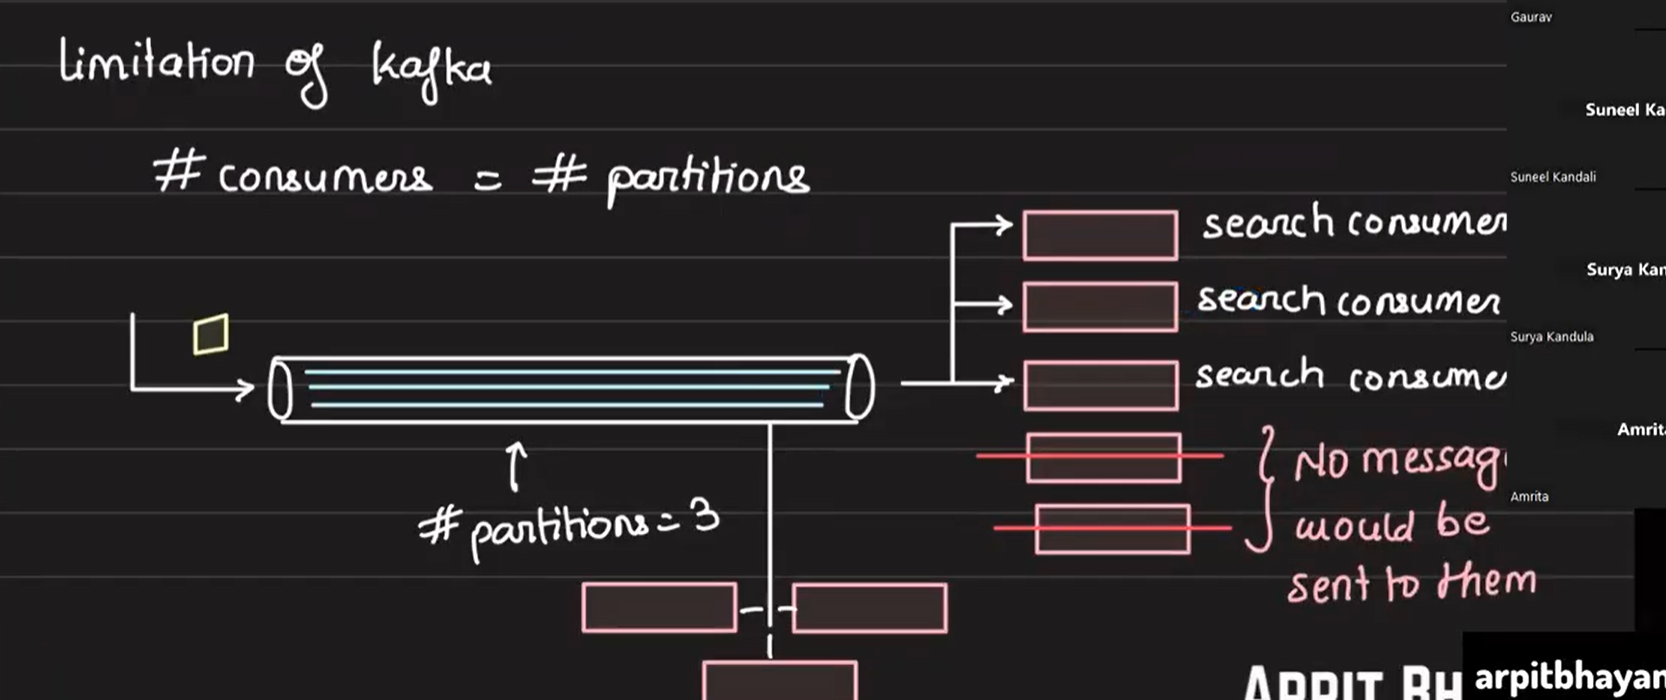 limitation of kafka
# consumers = # partitions
search consumer
search consumer
search consume
No messag
would be
sent to them
# partitions = 3
Gaurav
Suneel Ka
Suneel Kandali
Surya Kan
Surya Kandula
Amrit
Amrita
ARPIT BH
arpitbhayan